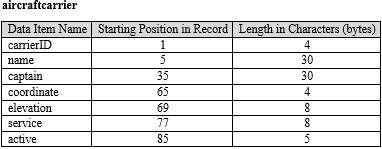 aircraftcarrier
Data Item Name Starting Position in Record Length in Characters (bytes)
carrierID 1 4
name 5 30
captain 35 30
coordinate 65 4
elevation 69 8
service 77 8
active 85 5